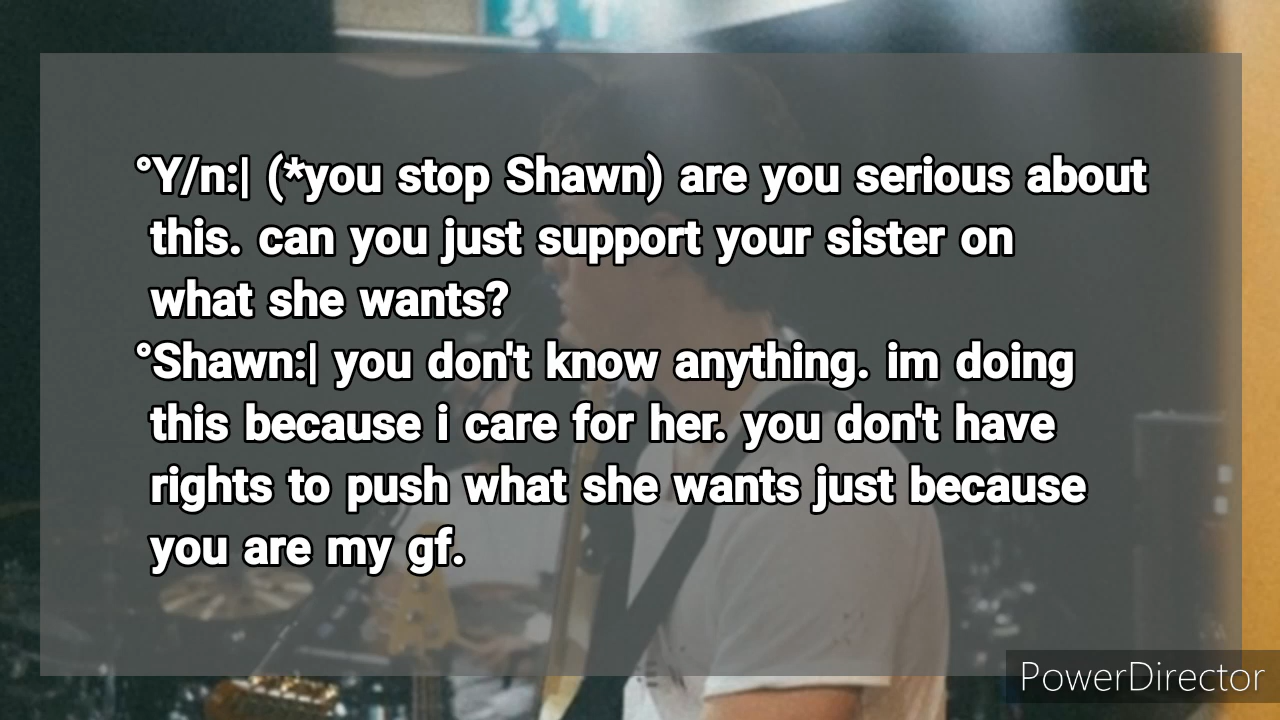 °Y/n:| (*you stop Shawn) are you serious about
this. can you just support your sister on
what she wants?
°Shawn:| you don't know anything. im doing
this because i care for her. you don't have
rights to push what she wants just because
you are my gf.
PowerDirector